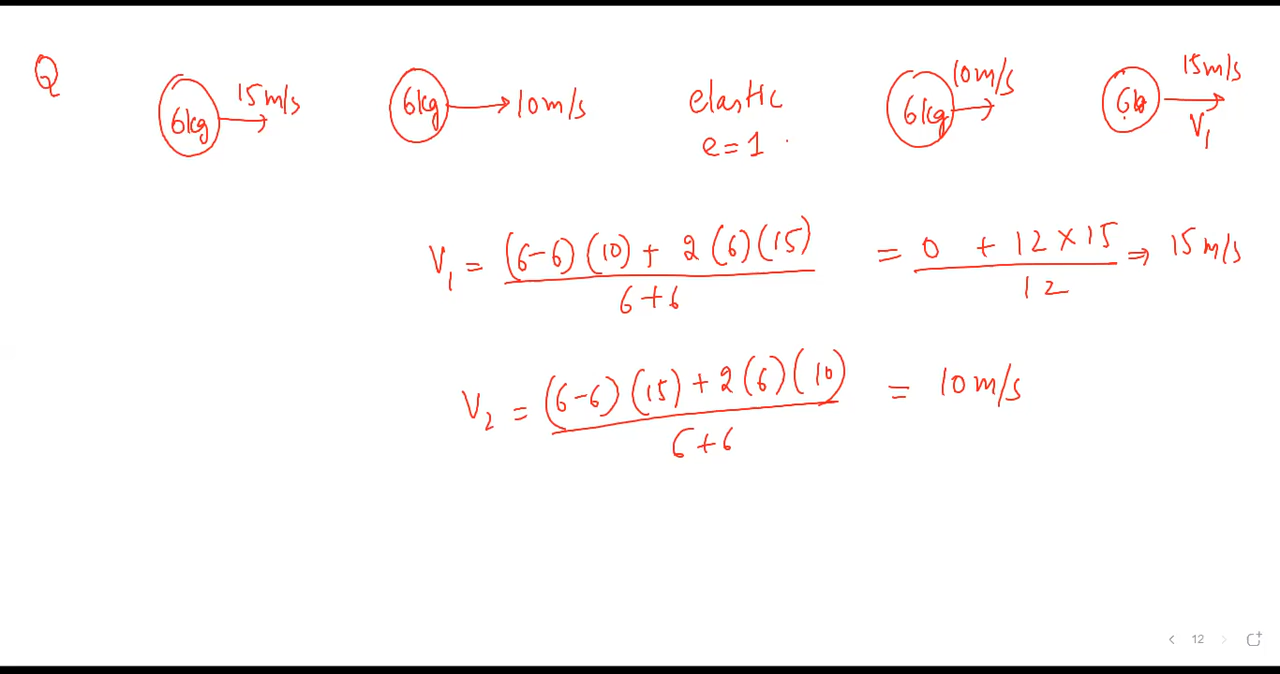 Q
6kg 15m/s 6kg 10m/s elastic 6kg 10m/s 6kg 15m/s
e=1 V₁
V₁ = (6-6)(10) + 2(6)(15) / 6+6 = 0 + 12×15 / 12 ⇒ 15m/s
V₂ = (6-6)(15) + 2(6)(10) / 6+6 = 10m/s
12